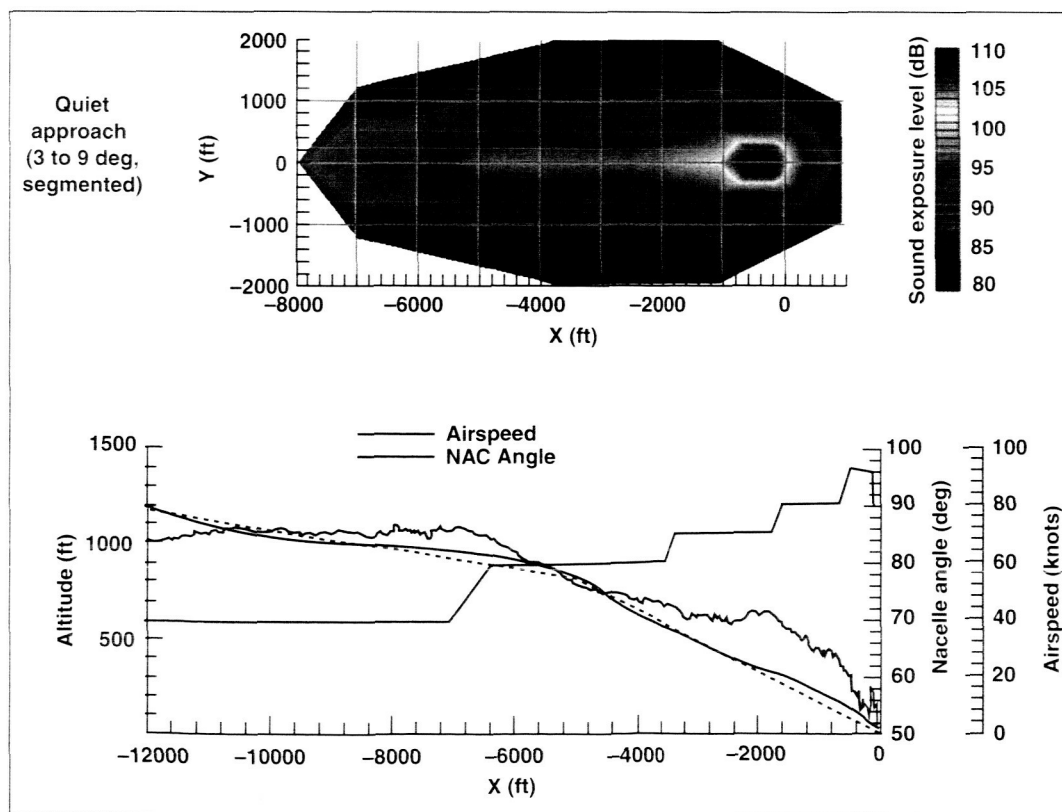 Quiet
approach
(3 to 9 deg,
segmented)
Y (ft)
2000
1000
0
−1000
−2000
−8000 −6000 −4000 −2000 0
X (ft)
Sound exposure level (dB)
110
105
100
95
90
85
80
Airspeed
NAC Angle
Altitude (ft)
1500
1000
500
−12000 −10000 −8000 −6000 −4000 −2000 0
X (ft)
100
90
80
70
60
50
Nacelle angle (deg)
100
80
60
40
20
0
Airspeed (knots)